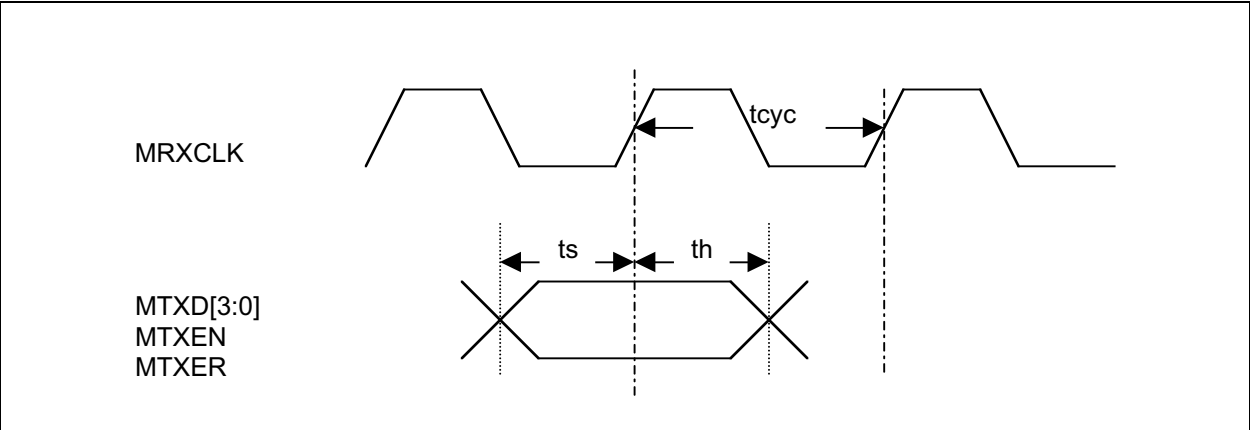 tcyc
MRXCLK
ts
th
MTXD[3:0]
MTXEN
MTXER